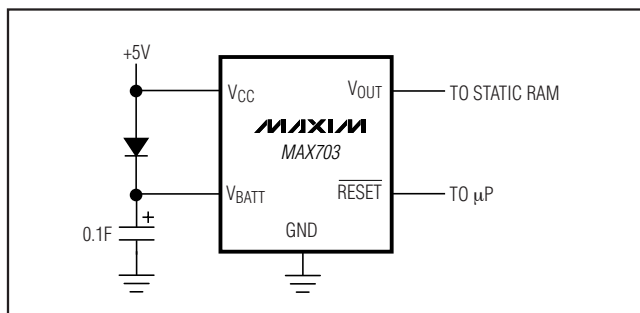 +5V
VCC
VOUT
TO STATIC RAM
MAXIM
MAX703
VBATT
RESET
TO μP
0.1F
+
GND